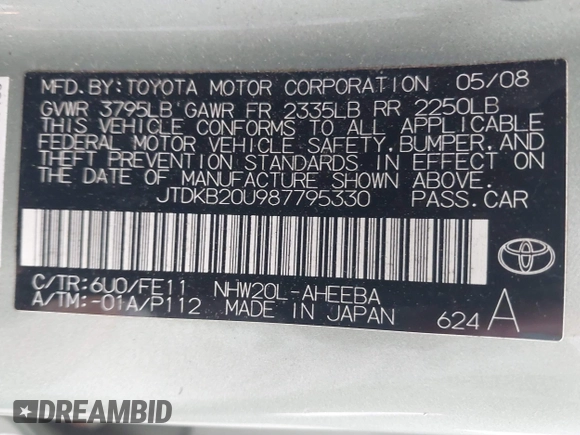 MFD.BY:TOYOTA MOTOR CORPORATION 05/08
GVWR 3795LB GAWR FR 2335LB RR 2250LB
THIS VEHICLE CONFORMS TO ALL APPLICABLE
FEDERAL MOTOR VEHICLE SAFETY,BUMPER,AND
THEFT PREVENTION STANDARDS IN EFFECT ON
THE DATE OF MANUFACTURE SHOWN ABOVE.
JTDKB20U987795330 PASS.CAR
C/TR:6U0/FE11 NHW20L-AHEEBA
A/TM:-01A/P112 MADE IN JAPAN 624 A
DREAMBID